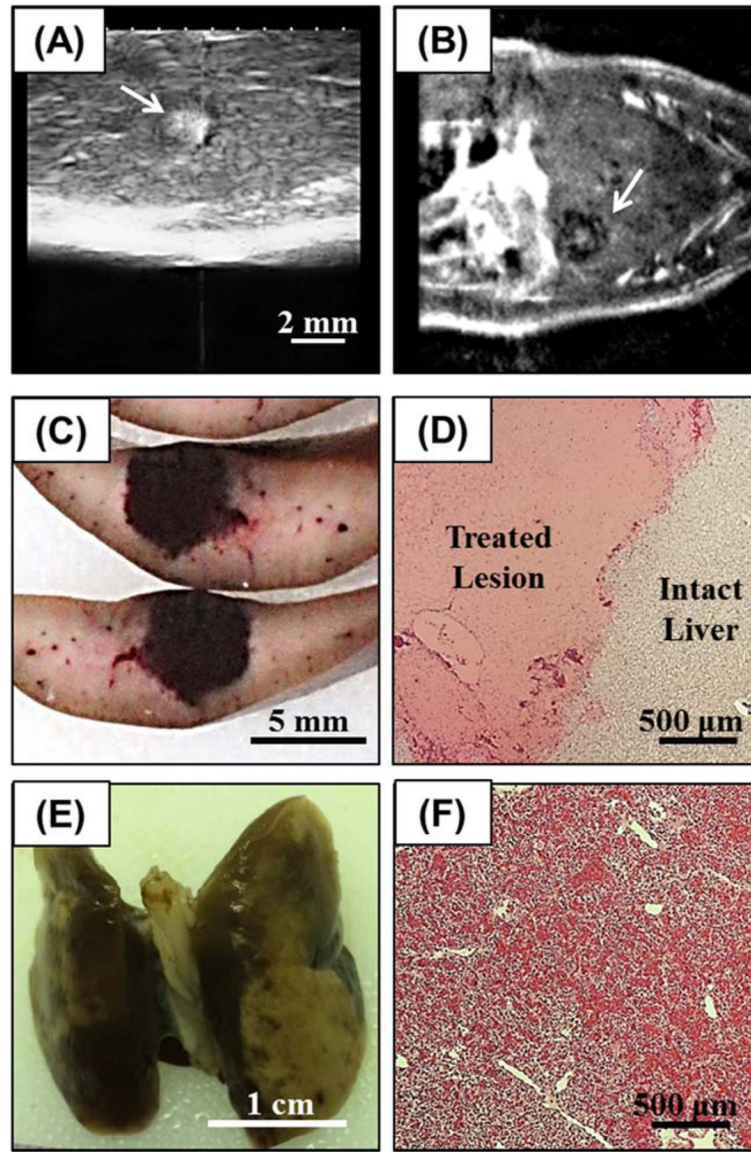 (A)
2 mm
(B)
(C)
5 mm
(D)
Treated
Lesion
Intact
Liver
500 μm
(E)
1 cm
(F)
500 μm